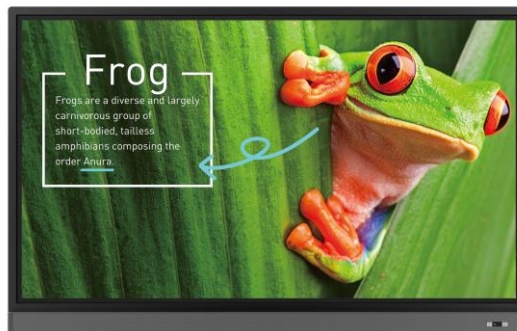 Frog
Frogs are a diverse and largely
carnivorous group of
short-bodied, tailless
amphibians composing the
order Anura.